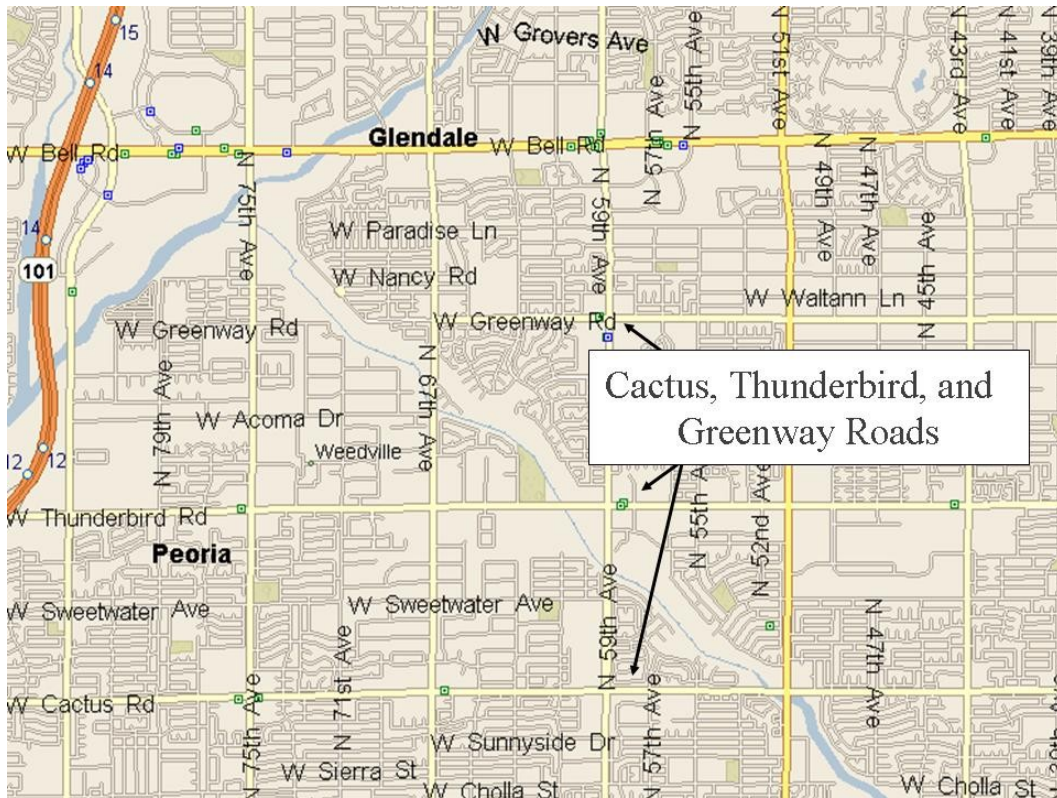 15
N 55th Ave
N 51st Ave
N 43rd Ave
N 41st Ave
N 39th Ave
W Grovers Ave
14
Glendale
W Bell Rd
W Bell Rd
N 57th Ave
N 49th Ave
N 47th Ave
N 75th Ave
N 59th Ave
W Paradise Ln
14
101
W Nancy Rd
N 45th Ave
W Waltann Ln
W Greenway Rd
W Greenway Rd
N 67th Ave
N 79th Ave
Cactus, Thunderbird, and
Greenway Roads
W Acoma Dr
Weedville
12
12
N 55th A
N 52nd Ave
W Thunderbird Rd
Peoria
W Sweetwater Ave
W Sweetwater Ave
N 59th Ave
N 47th Ave
N 71st Ave
W Cactus Rd
N 75th Ave
N 57th Ave
W Sunnyside Dr
W Sierra St
W Cholla St
W Cholla St